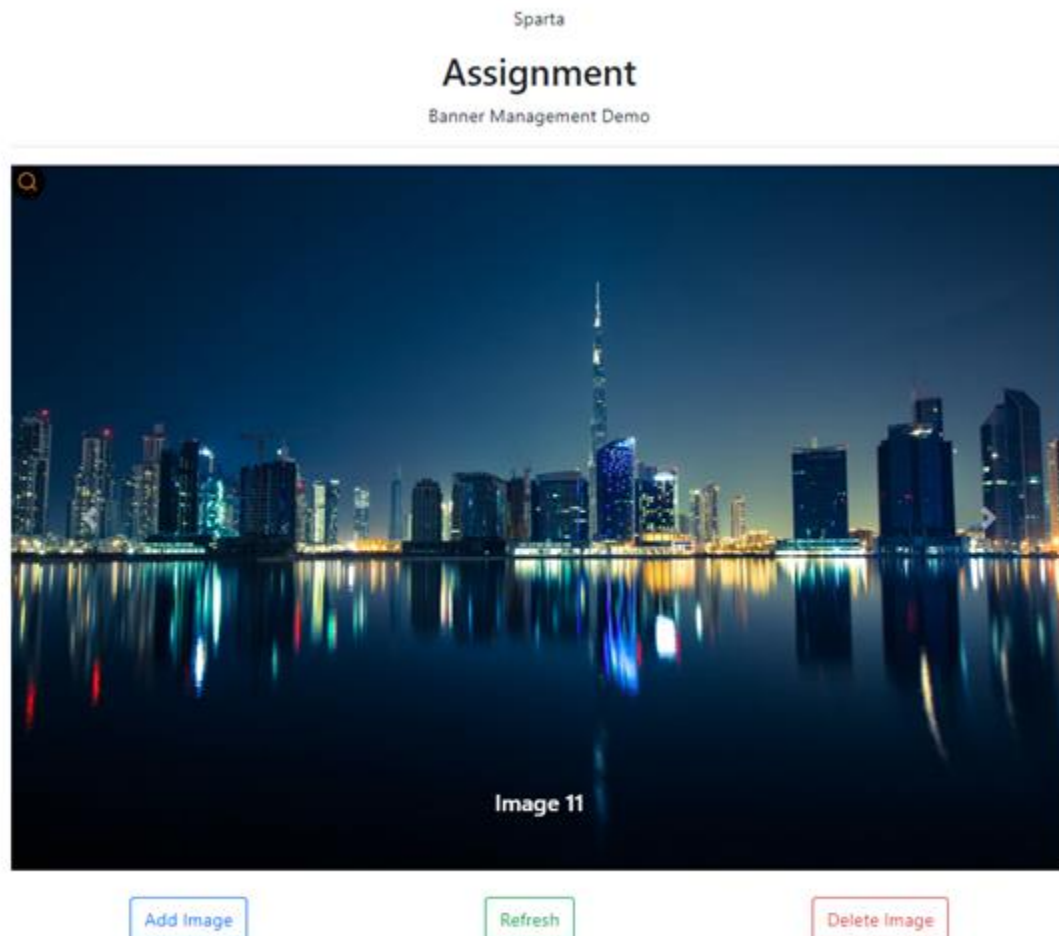 Sparta
Assignment
Banner Management Demo
Image 11
Add Image
Refresh
Delete Image